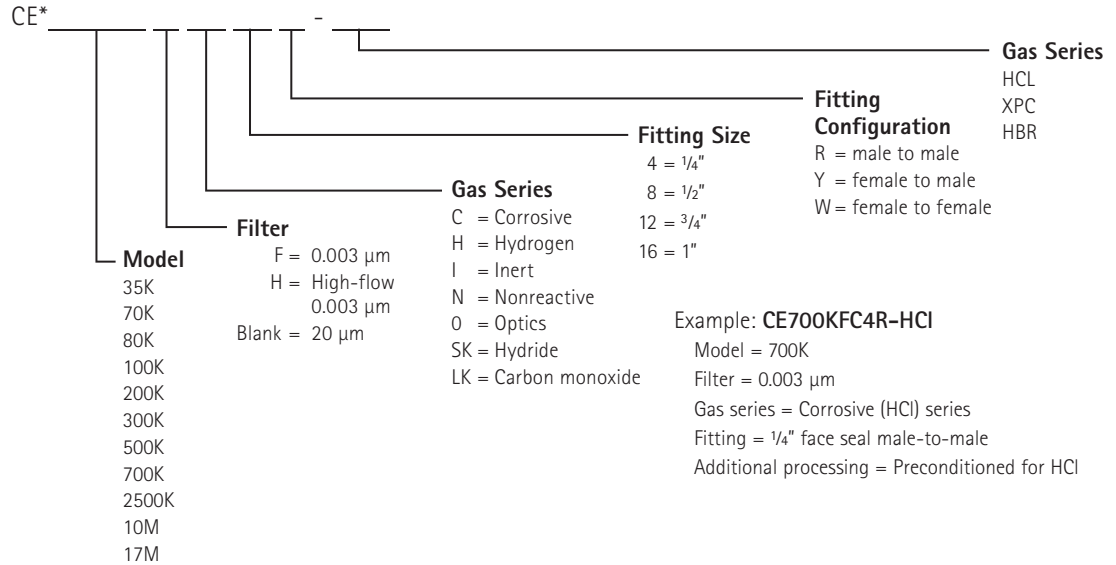 CE* -
Model
35K
70K
80K
100K
200K
300K
500K
700K
2500K
10M
17M
Filter
F = 0.003 µm
H = High-flow
0.003 µm
Blank = 20 µm
Gas Series
C = Corrosive
H = Hydrogen
I = Inert
N = Nonreactive
O = Optics
SK = Hydride
LK = Carbon monoxide
Fitting Size
4 = 1/4"
8 = 1/2"
12 = 3/4"
16 = 1"
Fitting
Configuration
R = male to male
Y = female to male
W = female to female
Gas Series
HCL
XPC
HBR
Example: CE700KFC4R-HCl
Model = 700K
Filter = 0.003 µm
Gas series = Corrosive (HCl) series
Fitting = 1/4" face seal male-to-male
Additional processing = Preconditioned for HCl